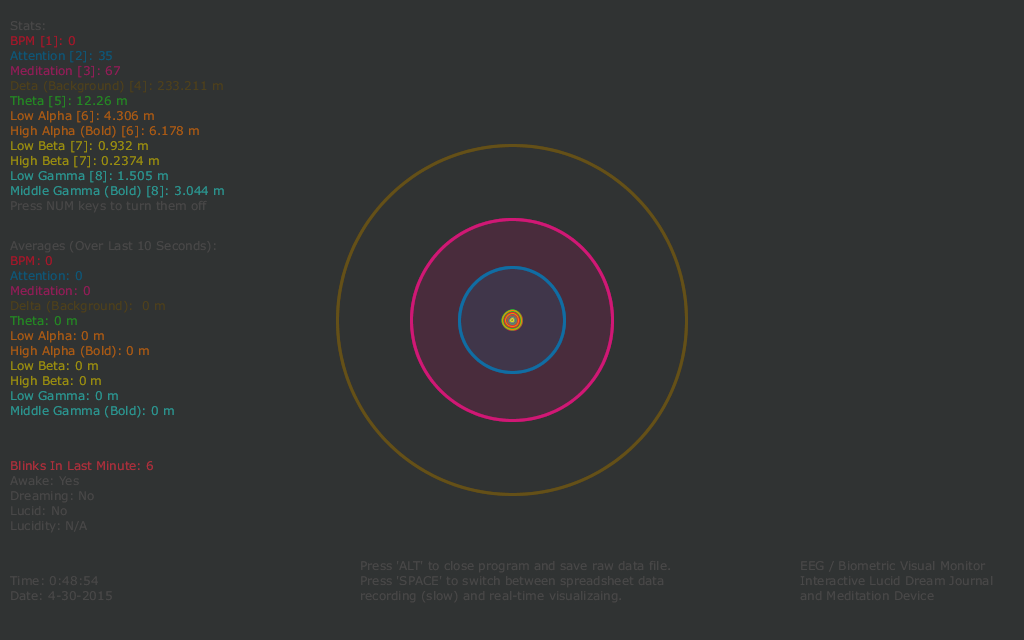 Stats:
BPM [1]: 0
Attention [2]: 35
Meditation [3]: 67
Delta (Background) [4]: 233.211 m
Theta [5]: 12.26 m
Low Alpha [6]: 4.306 m
High Alpha (Bold) [6]: 6.178 m
Low Beta [7]: 0.932 m
High Beta [7]: 0.2374 m
Low Gamma [8]: 1.505 m
Middle Gamma (Bold) [8]: 3.044 m
Press NUM keys to turn them off
Averages (Over Last 10 Seconds):
BPM: 0
Attention: 0
Meditation: 0
Delta (Background):  0 m
Theta: 0 m
Low Alpha: 0 m
High Alpha (Bold): 0 m
Low Beta: 0 m
High Beta: 0 m
Low Gamma: 0 m
Middle Gamma (Bold): 0 m
Blinks In Last Minute: 6
Awake: Yes
Dreaming: No
Lucid: No
Lucidity: N/A
Time: 0:48:54
Date: 4-30-2015
Press 'ALT' to close program and save raw data file.
Press 'SPACE' to switch between spreadsheet data
recording (slow) and real-time visualizaing.
EEG / Biometric Visual Monitor
Interactive Lucid Dream Journal
and Meditation Device